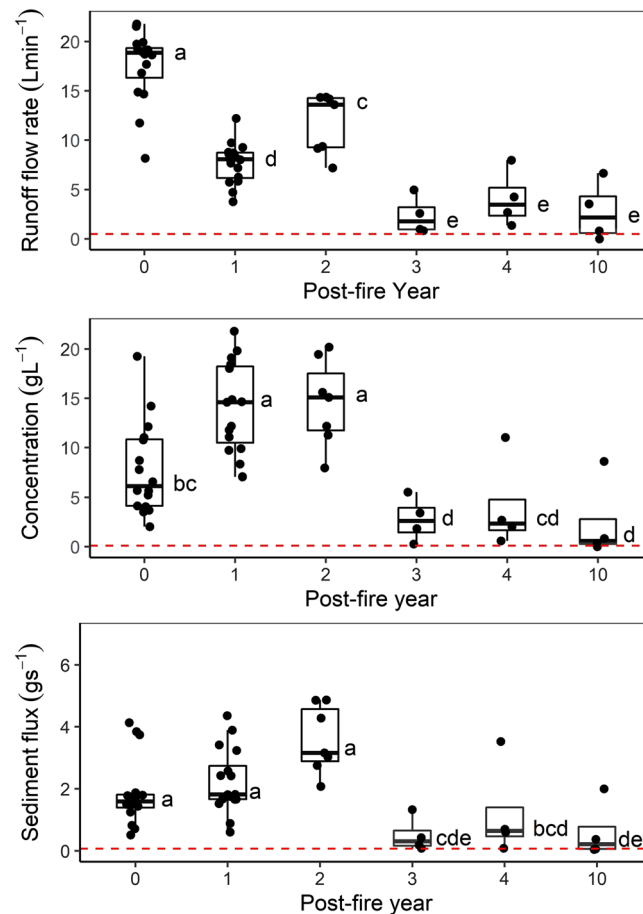 Runoff flow rate (Lmin⁻¹)
20
15
10
5
0
a
d
c
e
e
e
0 1 2 3 4 10
Post-fire Year
Concentration (gL⁻¹)
20
15
10
5
0
bc
a
a
d
cd
d
0 1 2 3 4 10
Post-fire year
Sediment flux (gs⁻¹)
6
4
2
0
a
a
a
cde
bcd
de
0 1 2 3 4 10
Post-fire year